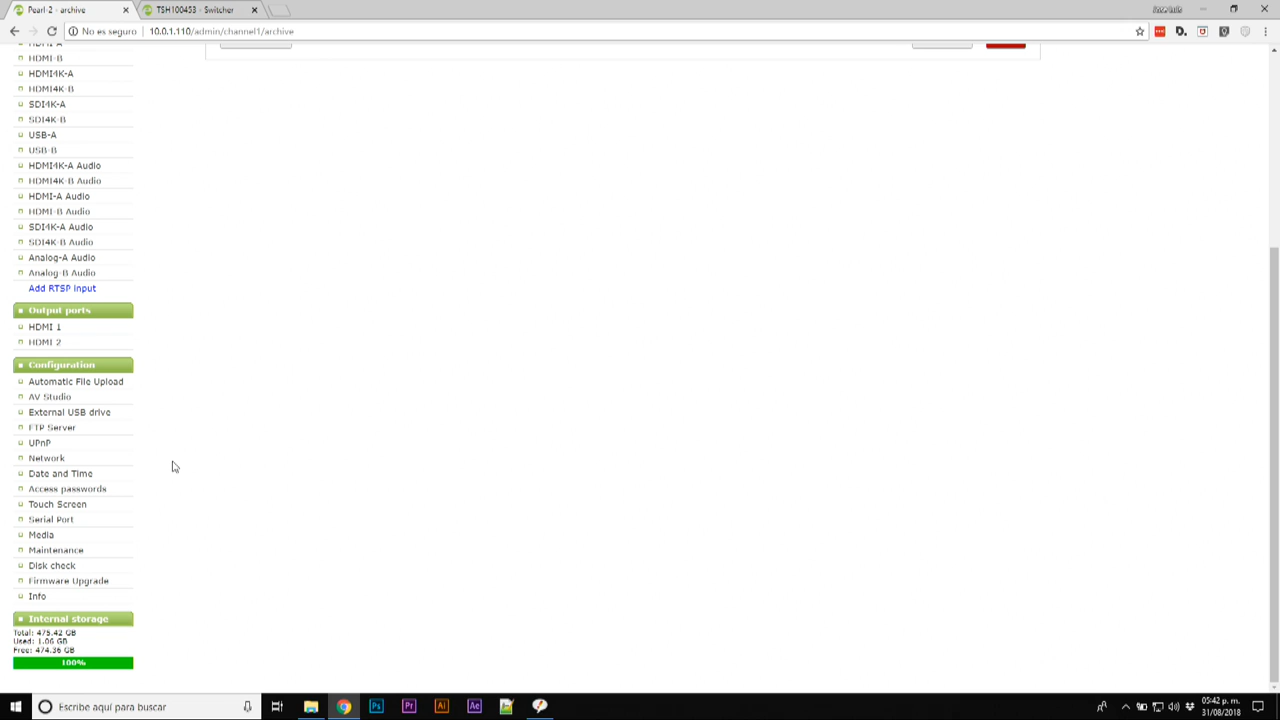 Pearl-2 - archive
TSH100453 - Switcher
No es seguro
10.0.1.110/admin/channel1/archive
HDMI-A
HDMI-B
HDMI4K-A
HDMI4K-B
SDI4K-A
SDI4K-B
USB-A
USB-B
HDMI4K-A Audio
HDMI4K-B Audio
HDMI-A Audio
HDMI-B Audio
SDI4K-A Audio
SDI4K-B Audio
Analog-A Audio
Analog-B Audio
Add RTSP input
Output ports
HDMI 1
HDMI 2
Configuration
Automatic File Upload
AV Studio
External USB drive
FTP Server
UPnP
Network
Date and Time
Access passwords
Touch Screen
Serial Port
Media
Maintenance
Disk check
Firmware Upgrade
Info
Internal storage
Total: 475.42 GB
Used: 1.06 GB
Free: 474.36 GB
100%
Escribe aquí para buscar
Ps
Pr
Ai
Ae
05:42 p. m.
31/08/2018